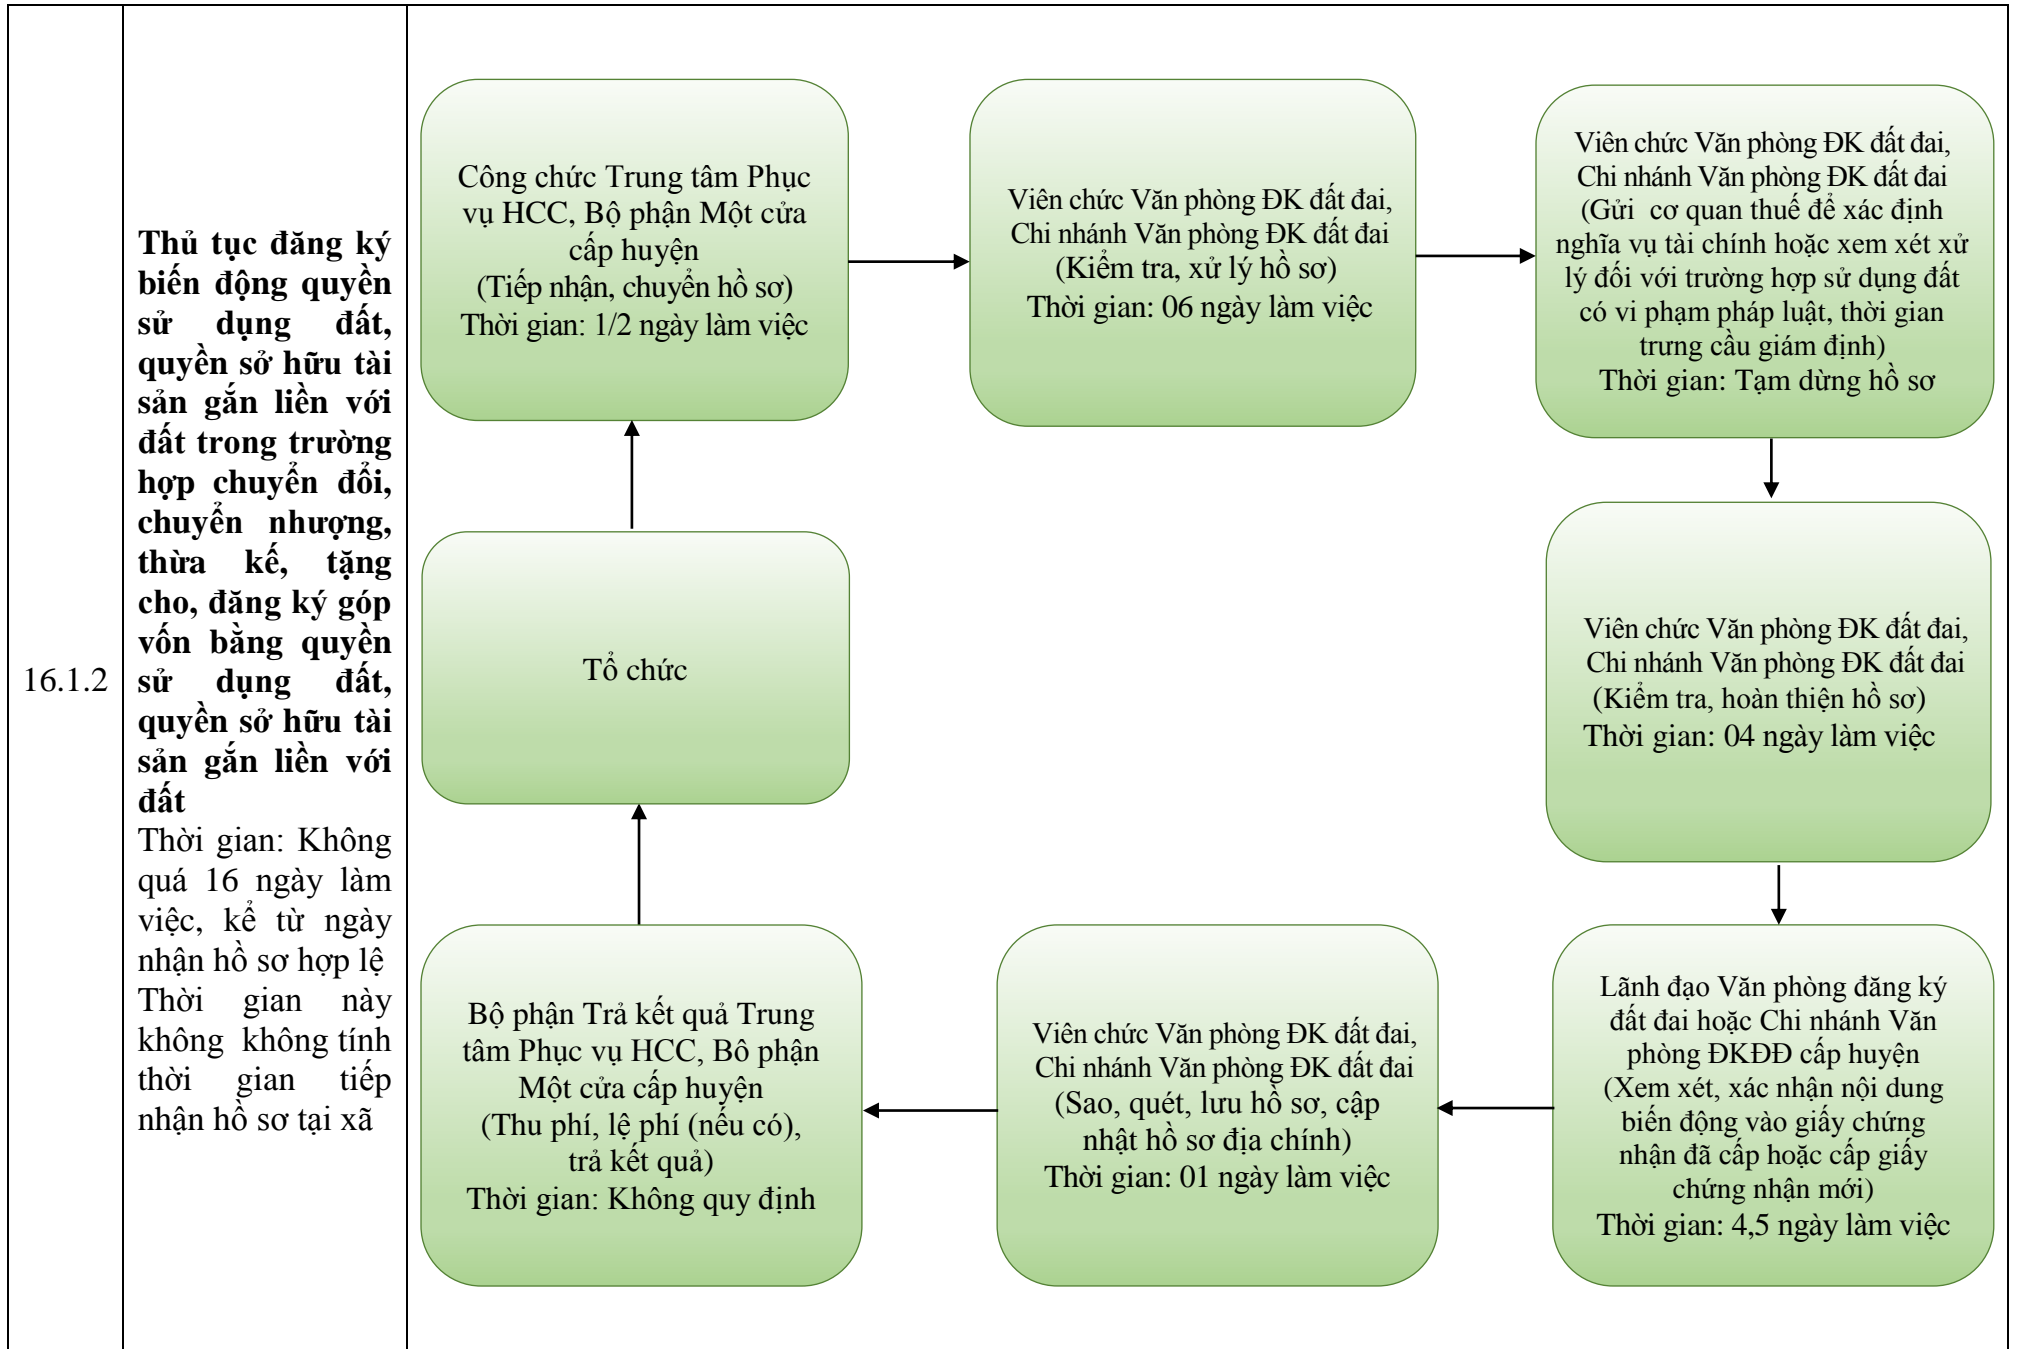 16.1.2
Thủ tục đăng ký
biến động quyền
sử dụng đất,
quyền sở hữu tài
sản gắn liền với
đất trong trường
hợp chuyển đổi,
chuyển nhượng,
thừa kế, tặng
cho, đăng ký góp
vốn bằng quyền
sử dụng đất,
quyền sở hữu tài
sản gắn liền với
đất
Thời gian: Không
quá 16 ngày làm
việc, kể từ ngày
nhận hồ sơ hợp lệ
Thời gian này
không không tính
thời gian tiếp
nhận hồ sơ tại xã
Công chức Trung tâm Phục
vụ HCC, Bộ phận Một cửa
cấp huyện
(Tiếp nhận, chuyển hồ sơ)
Thời gian: 1/2 ngày làm việc
Viên chức Văn phòng ĐK đất đai,
Chi nhánh Văn phòng ĐK đất đai
(Kiểm tra, xử lý hồ sơ)
Thời gian: 06 ngày làm việc
Viên chức Văn phòng ĐK đất đai,
Chi nhánh Văn phòng ĐK đất đai
(Gửi cơ quan thuế để xác định
nghĩa vụ tài chính hoặc xem xét xử
lý đối với trường hợp sử dụng đất
có vi phạm pháp luật, thời gian
trưng cầu giám định)
Thời gian: Tạm dừng hồ sơ
Viên chức Văn phòng ĐK đất đai,
Chi nhánh Văn phòng ĐK đất đai
(Kiểm tra, hoàn thiện hồ sơ)
Thời gian: 04 ngày làm việc
Lãnh đạo Văn phòng đăng ký
đất đai hoặc Chi nhánh Văn
phòng ĐKĐĐ cấp huyện
(Xem xét, xác nhận nội dung
biến động vào giấy chứng
nhận đã cấp hoặc cấp giấy
chứng nhận mới)
Thời gian: 4,5 ngày làm việc
Viên chức Văn phòng ĐK đất đai,
Chi nhánh Văn phòng ĐK đất đai
(Sao, quét, lưu hồ sơ, cập
nhật hồ sơ địa chính)
Thời gian: 01 ngày làm việc
Bộ phận Trả kết quả Trung
tâm Phục vụ HCC, Bô phận
Một cửa cấp huyện
(Thu phí, lệ phí (nếu có),
trả kết quả)
Thời gian: Không quy định
Tổ chức